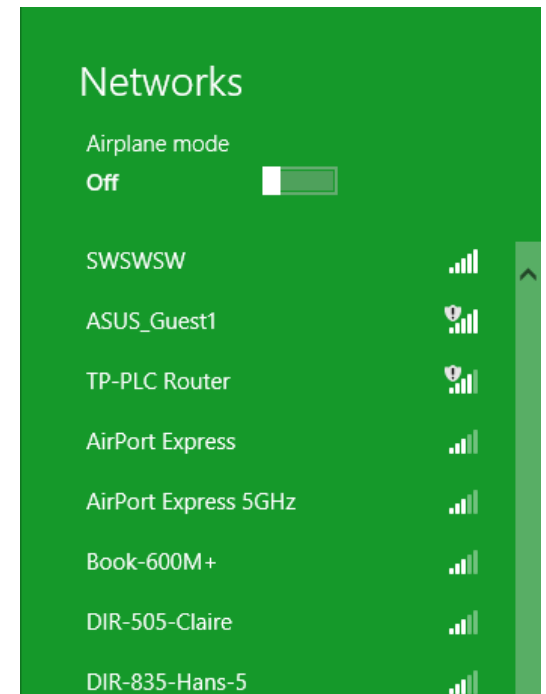 Networks
Airplane mode
Off
SWSWSW
ASUS_Guest1
TP-PLC Router
AirPort Express
AirPort Express 5GHz
Book-600M+
DIR-505-Claire
DIR-835-Hans-5